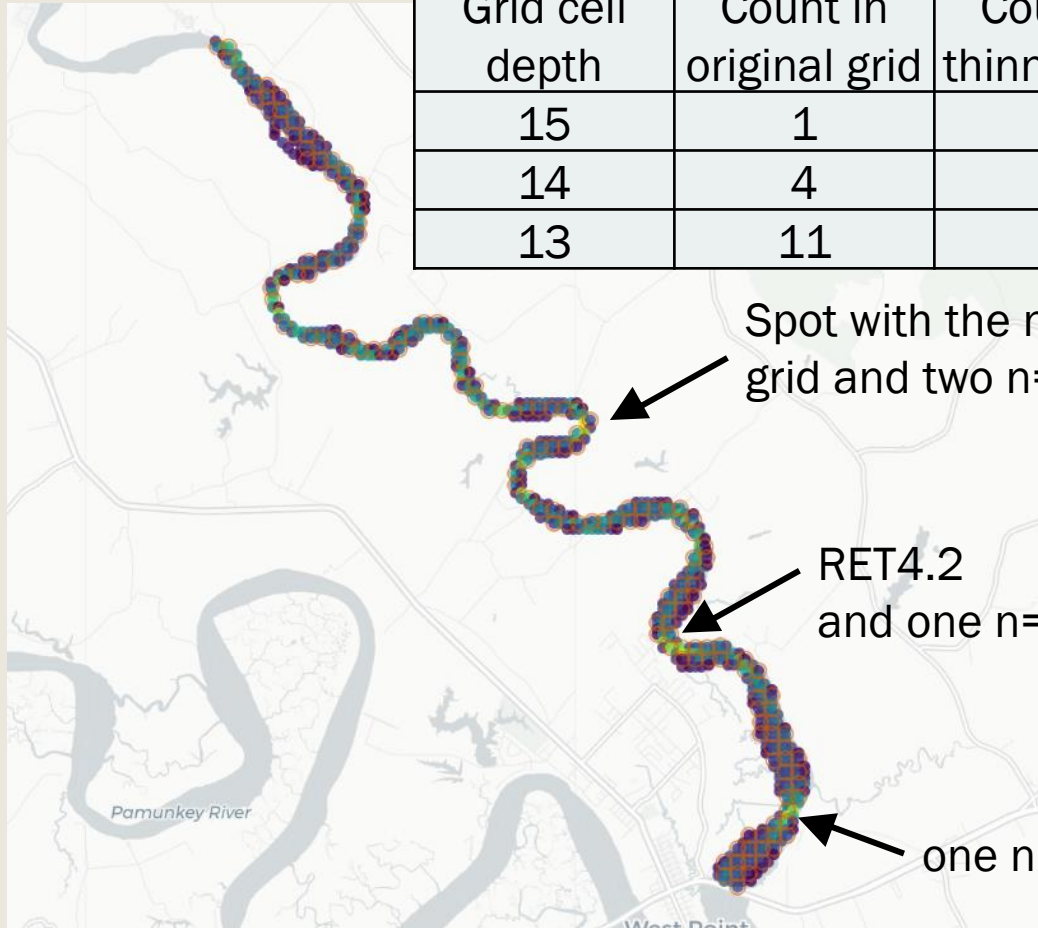 Grid cell depth
Count in original grid
15 1
14 4
13 11
Spot with the
grid and two
RET4.2
and one n=
Pamunkey River
one n
West Point